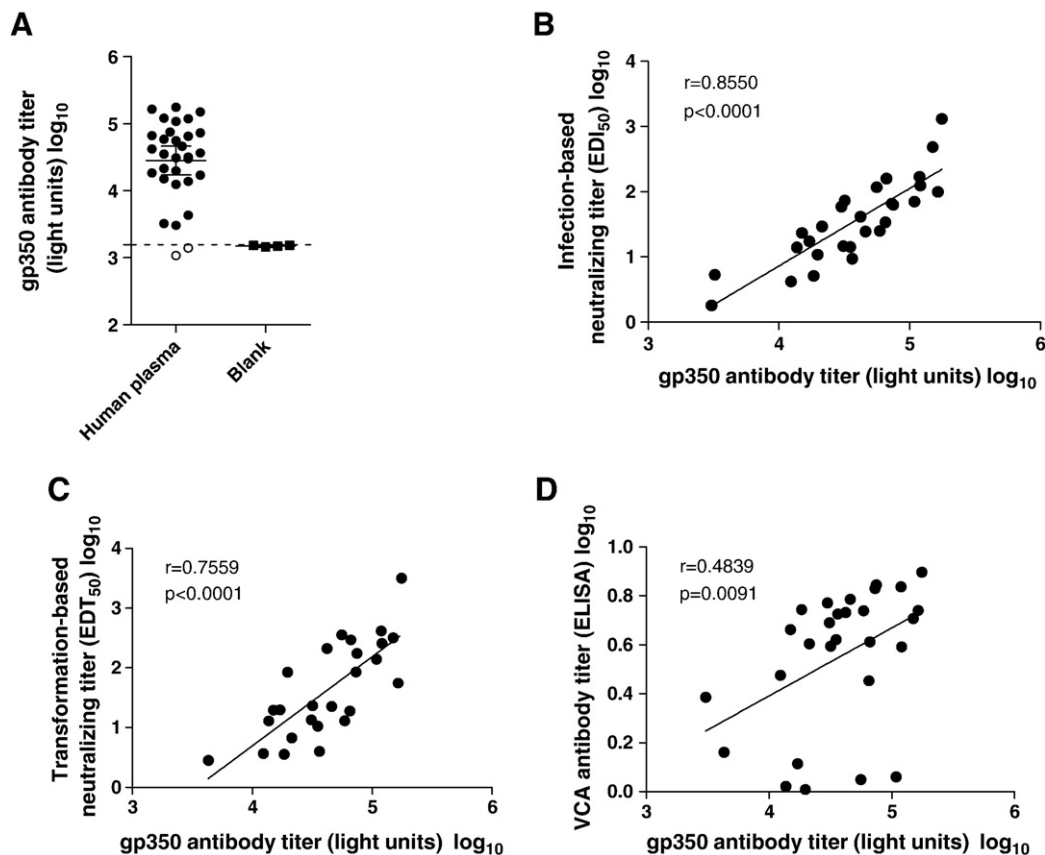 A
gp350 antibody titer
(light units) log10
6
5
4
3
2
Human plasma
Blank
B
Infection-based
neutralizing titer (EDI50) log10
r=0.8550
p<0.0001
4
3
2
1
0
3 4 5 6
gp350 antibody titer (light units) log10
C
Transformation-based
neutralizing titer (EDT50) log10
r=0.7559
p<0.0001
4
3
2
1
0
3 4 5 6
gp350 antibody titer (light units) log10
D
VCA antibody titer (ELISA) log10
r=0.4839
p=0.0091
1.0
0.8
0.6
0.4
0.2
0.0
3 4 5 6
gp350 antibody titer (light units) log10